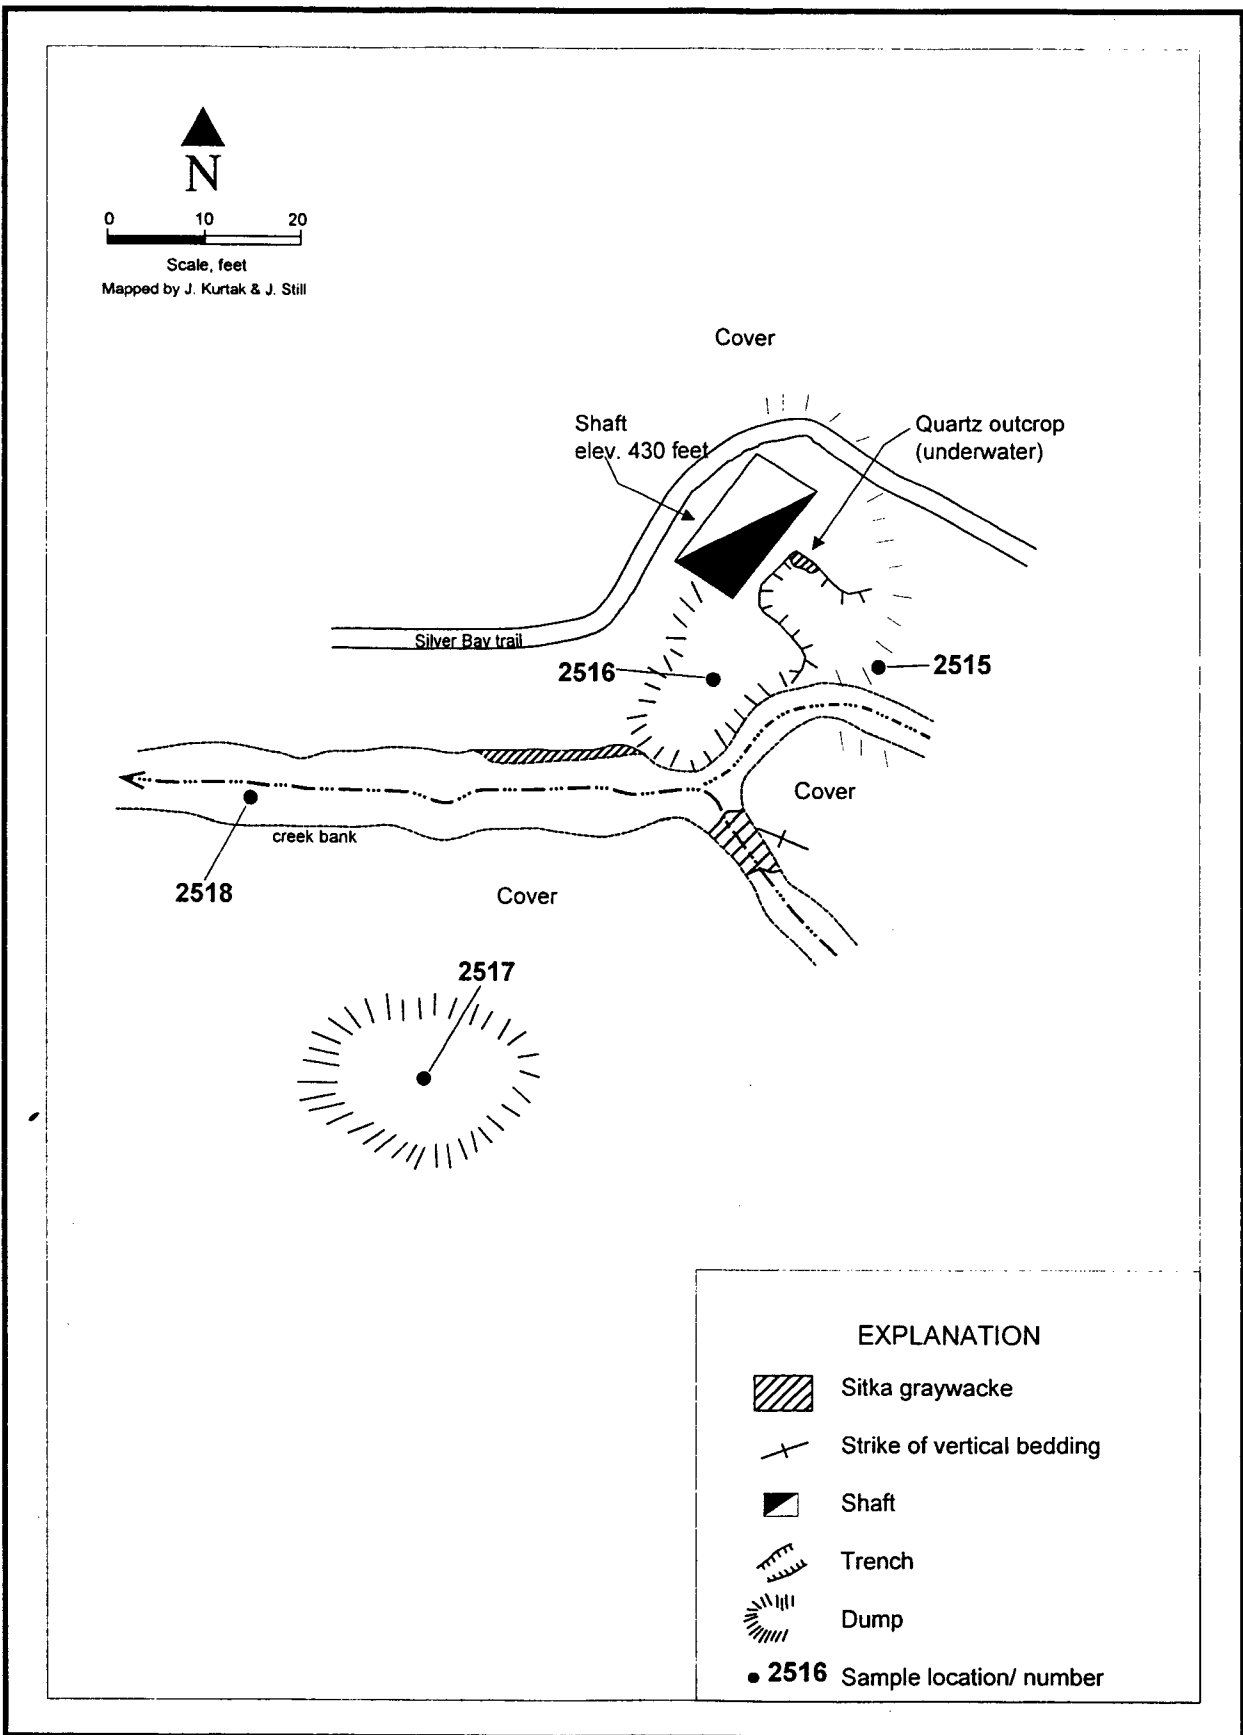 N
0 10 20
Scale, feet
Mapped by J. Kurtak & J. Still
Cover
Shaft
elev. 430 feet
Quartz outcrop
(underwater)
Silver Bay trail
2516
2515
Cover
creek bank
2518
Cover
2517
EXPLANATION
Sitka graywacke
Strike of vertical bedding
Shaft
Trench
Dump
2516 Sample location/ number